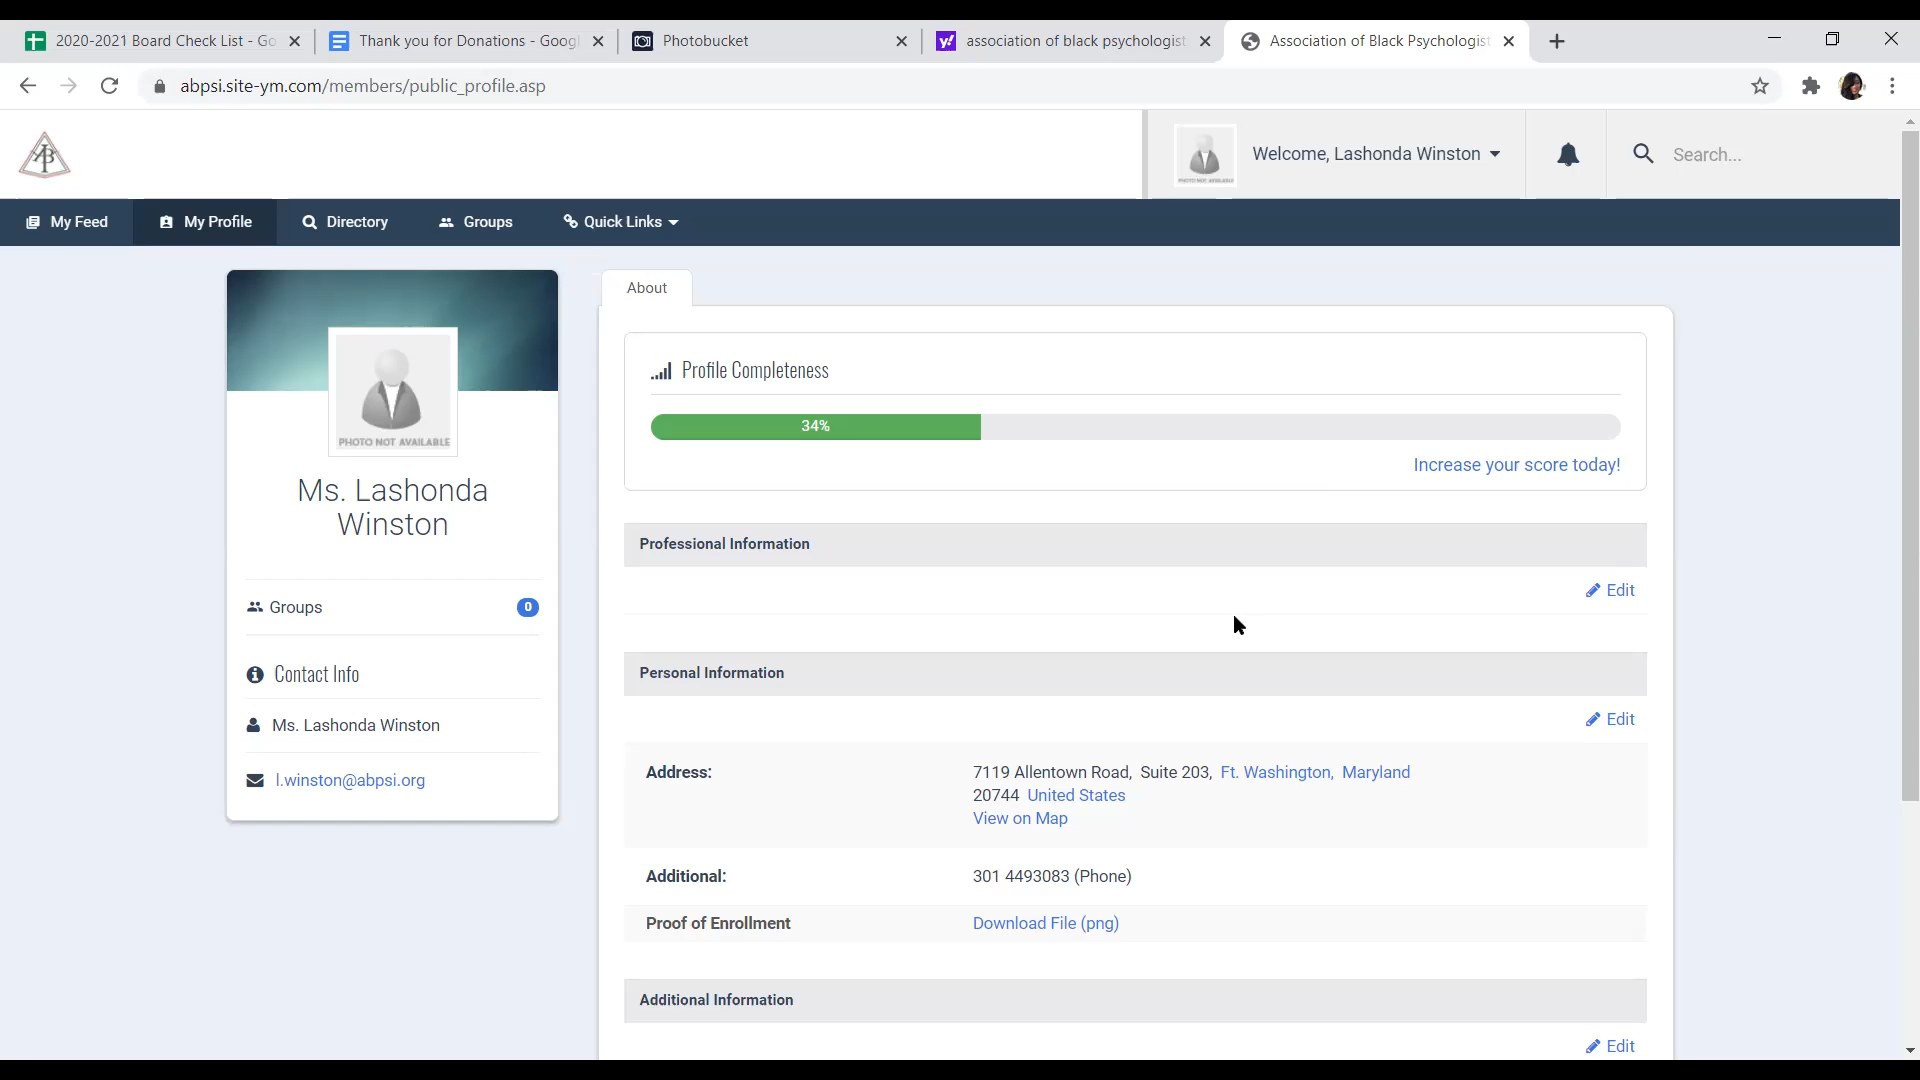 2020-2021 Board Check List - Go
Thank you for Donations - Googl
Photobucket
association of black psychologist
Association of Black Psychologist
abpsi.site-ym.com/members/public_profile.asp
Welcome, Lashonda Winston
Search...
My Feed
My Profile
Directory
Groups
Quick Links
About
Profile Completeness
34%
Increase your score today!
PHOTO NOT AVAILABLE
Ms. Lashonda
Winston
Groups 0
Contact Info
Ms. Lashonda Winston
l.winston@abpsi.org
Professional Information
Edit
Personal Information
Edit
Address: 7119 Allentown Road, Suite 203, Ft. Washington, Maryland
20744 United States
View on Map
Additional: 301 4493083 (Phone)
Proof of Enrollment Download File (png)
Additional Information
Edit